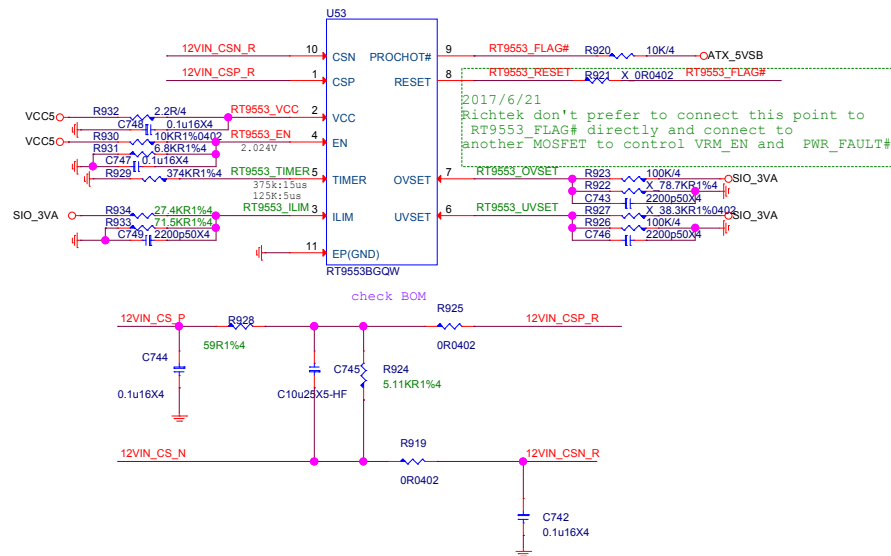 U53
12VIN_CSN_R 10 CSN PROCHOT# 9 RT9553_FLAG# R920 10K/4 ATX_5VSB
12VIN_CSP_R 1 CSP RESET 8 RT9553_RESET R921 X_0R0402 RT9553_FLAG#
2017/6/21
Richtek don't prefer to connect this point to
RT9553_FLAG# directly and connect to
another MOSFET to control VRM_EN and PWR_FAULT#
VCC5 R932 2.2R/4 RT9553_VCC 2 VCC
C748 0.1u16X4
VCC5 R930 10KR1%0402 RT9553_EN 4 EN
R931 6.8KR1%4 2.024V
C747 0.1u16X4
R929 374KR1%4 RT9553_TIMER 5 TIMER
375k:15us
125K:5us
OVSET 7 RT9553_OVSET R923 100K/4 SIO_3VA
R922 X_78.7KR1%4
C743 2200p50X4
SIO_3VA R934 27.4KR1%4 RT9553_ILIM 3 ILIM
R933 71.5KR1%4
C749 2200p50X4
UVSET 6 RT9553_UVSET R927 X_38.3KR1%0402 SIO_3VA
R926 100K/4
C746 2200p50X4
11 EP(GND)
RT9553BGQW
check BOM
12VIN_CS_P R928 R925 12VIN_CSP_R
59R1%4 0R0402
C744 C745 R924
0.1u16X4 C10u25X5-HF 5.11KR1%4
12VIN_CS_N R919 12VIN_CSN_R
0R0402
C742
0.1u16X4